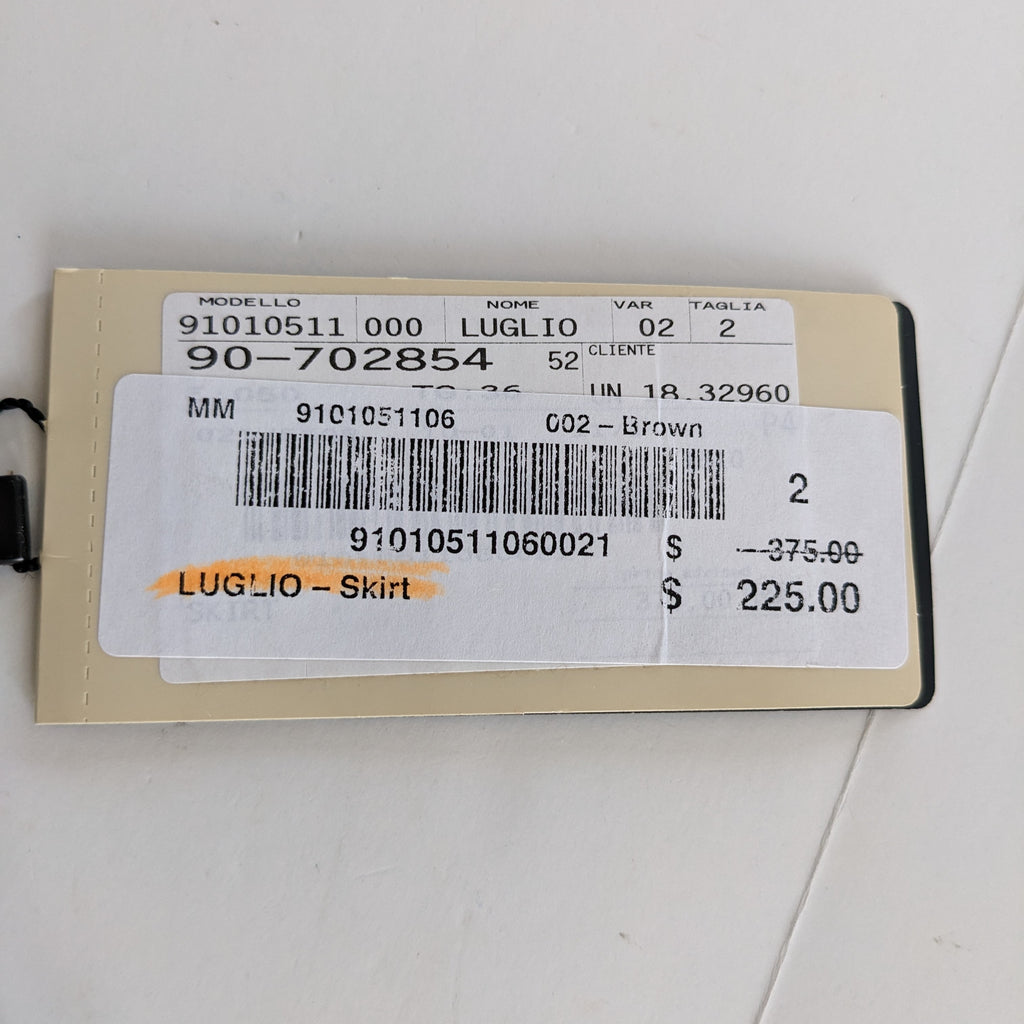 MODELLO NOME VAR TAGLIA
91010511 000 LUGLIO 02 2
90-702854 52 CLIENTE
UN 18.32960
MM 9101051106 002 - Brown
2
91010511060021 $ 375.00
LUGLIO - Skirt $ 225.00
SKIRT